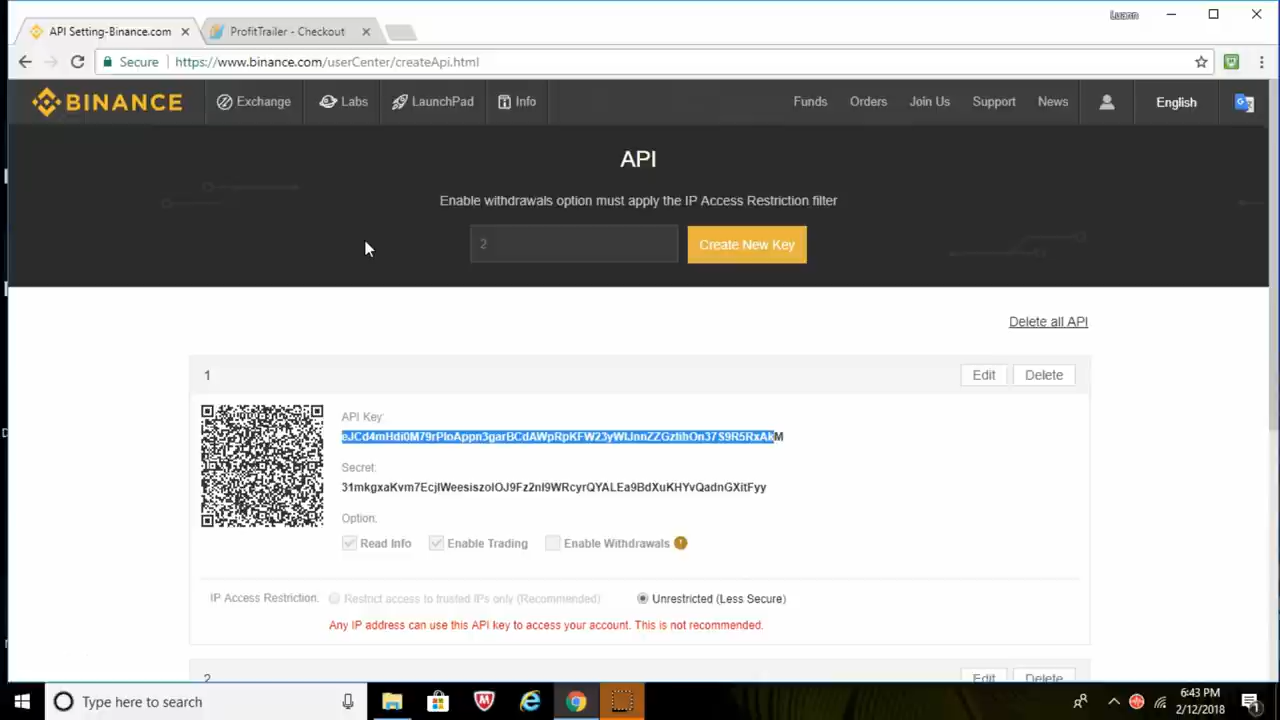 Luann
API Setting-Binance.com
ProfitTrailer - Checkout
Secure
https://www.binance.com/userCenter/createApi.html
BINANCE
Exchange
Labs
LaunchPad
Info
Funds
Orders
Join Us
Support
News
English
API
Enable withdrawals option must apply the IP Access Restriction filter
2
Create New Key
Delete all API
1
Edit
Delete
API Key:
Secret:
Option:
Read Info
Enable Trading
Enable Withdrawals
IP Access Restriction:
Restrict access to trusted IPs only (Recommended)
Unrestricted (Less Secure)
Any IP address can use this API key to access your account. This is not recommended.
2
Edit
Delete
Type here to search
6:43 PM
2/12/2018
1